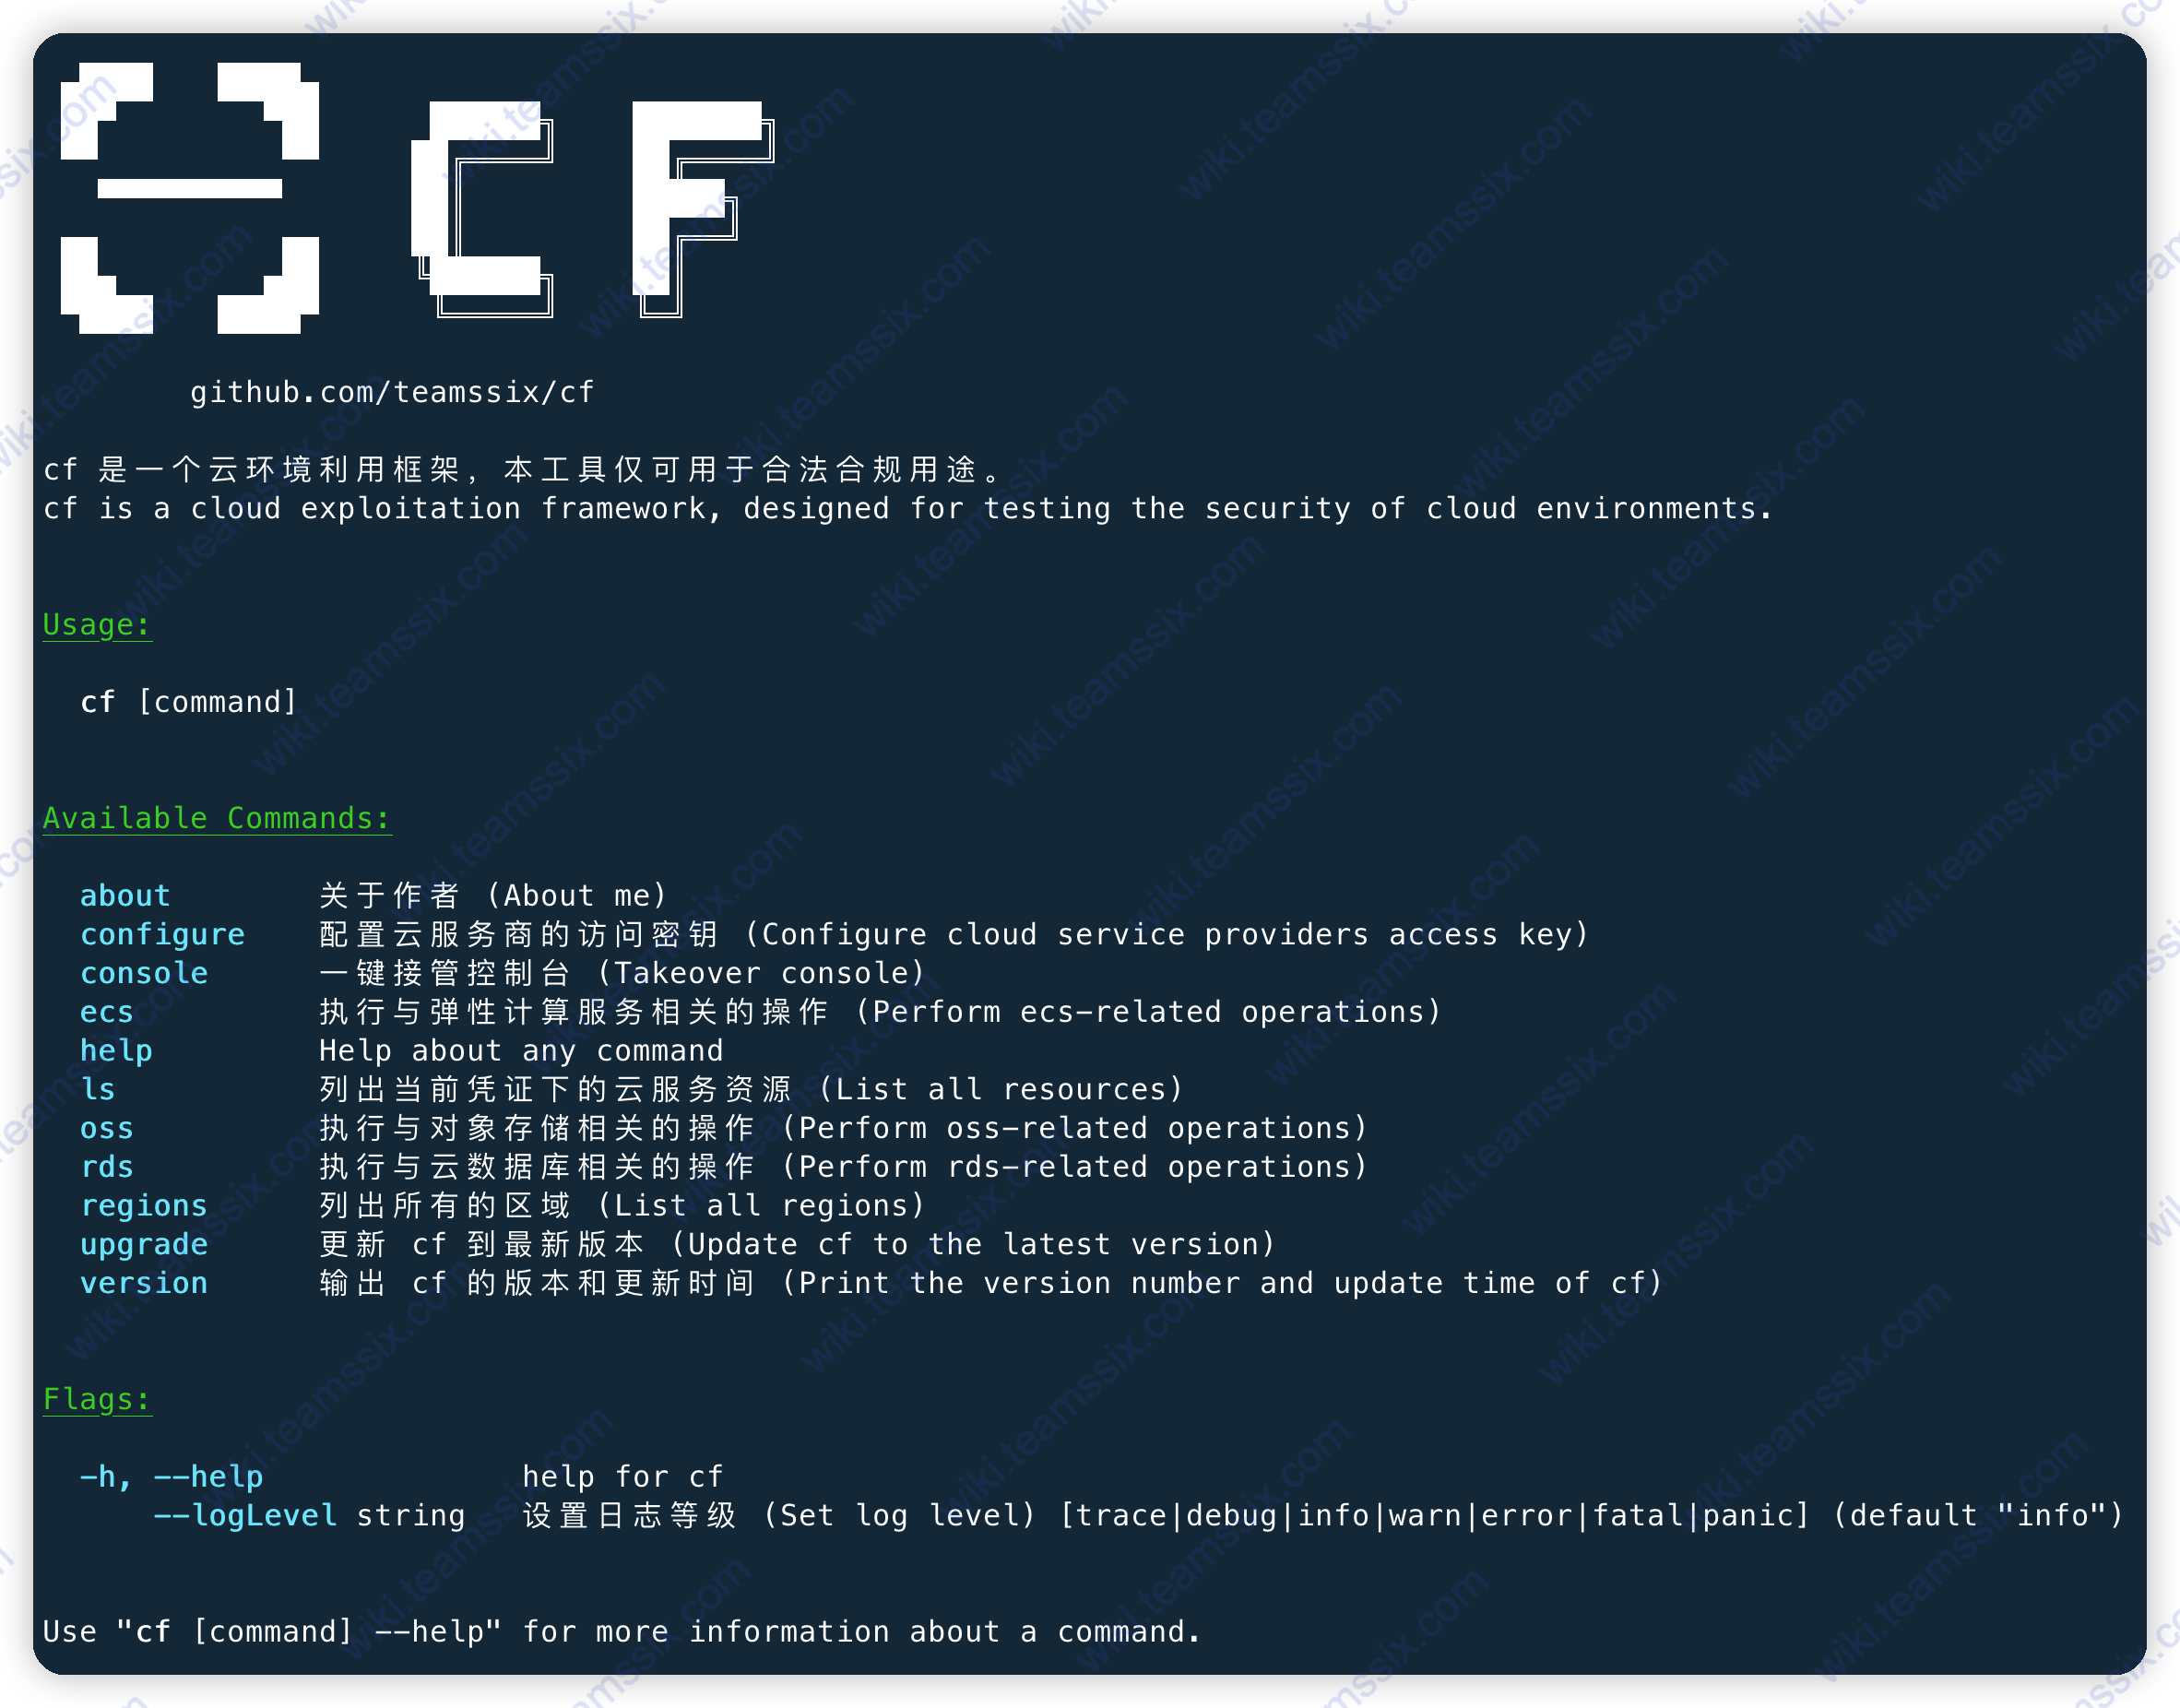 CF
github.com/teamssix/cf
cf 是一个云环境利用框架，本工具仅可用于合法合规用途。
cf is a cloud exploitation framework, designed for testing the security of cloud environments.
Usage:
cf [command]
Available Commands:
about 关于作者 (About me)
configure 配置云服务商的访问密钥 (Configure cloud service providers access key)
console 一键接管控制台 (Takeover console)
ecs 执行与弹性计算服务相关的操作 (Perform ecs-related operations)
help Help about any command
ls 列出当前凭证下的云服务资源 (List all resources)
oss 执行与对象存储相关的操作 (Perform oss-related operations)
rds 执行与云数据库相关的操作 (Perform rds-related operations)
regions 列出所有的区域 (List all regions)
upgrade 更新 cf 到最新版本 (Update cf to the latest version)
version 输出 cf 的版本和更新时间 (Print the version number and update time of cf)
Flags:
-h, --help help for cf
--logLevel string 设置日志等级 (Set log level) [trace|debug|info|warn|error|fatal|panic] (default "info")
Use "cf [command] --help" for more information about a command.
wiki.teamssix.com